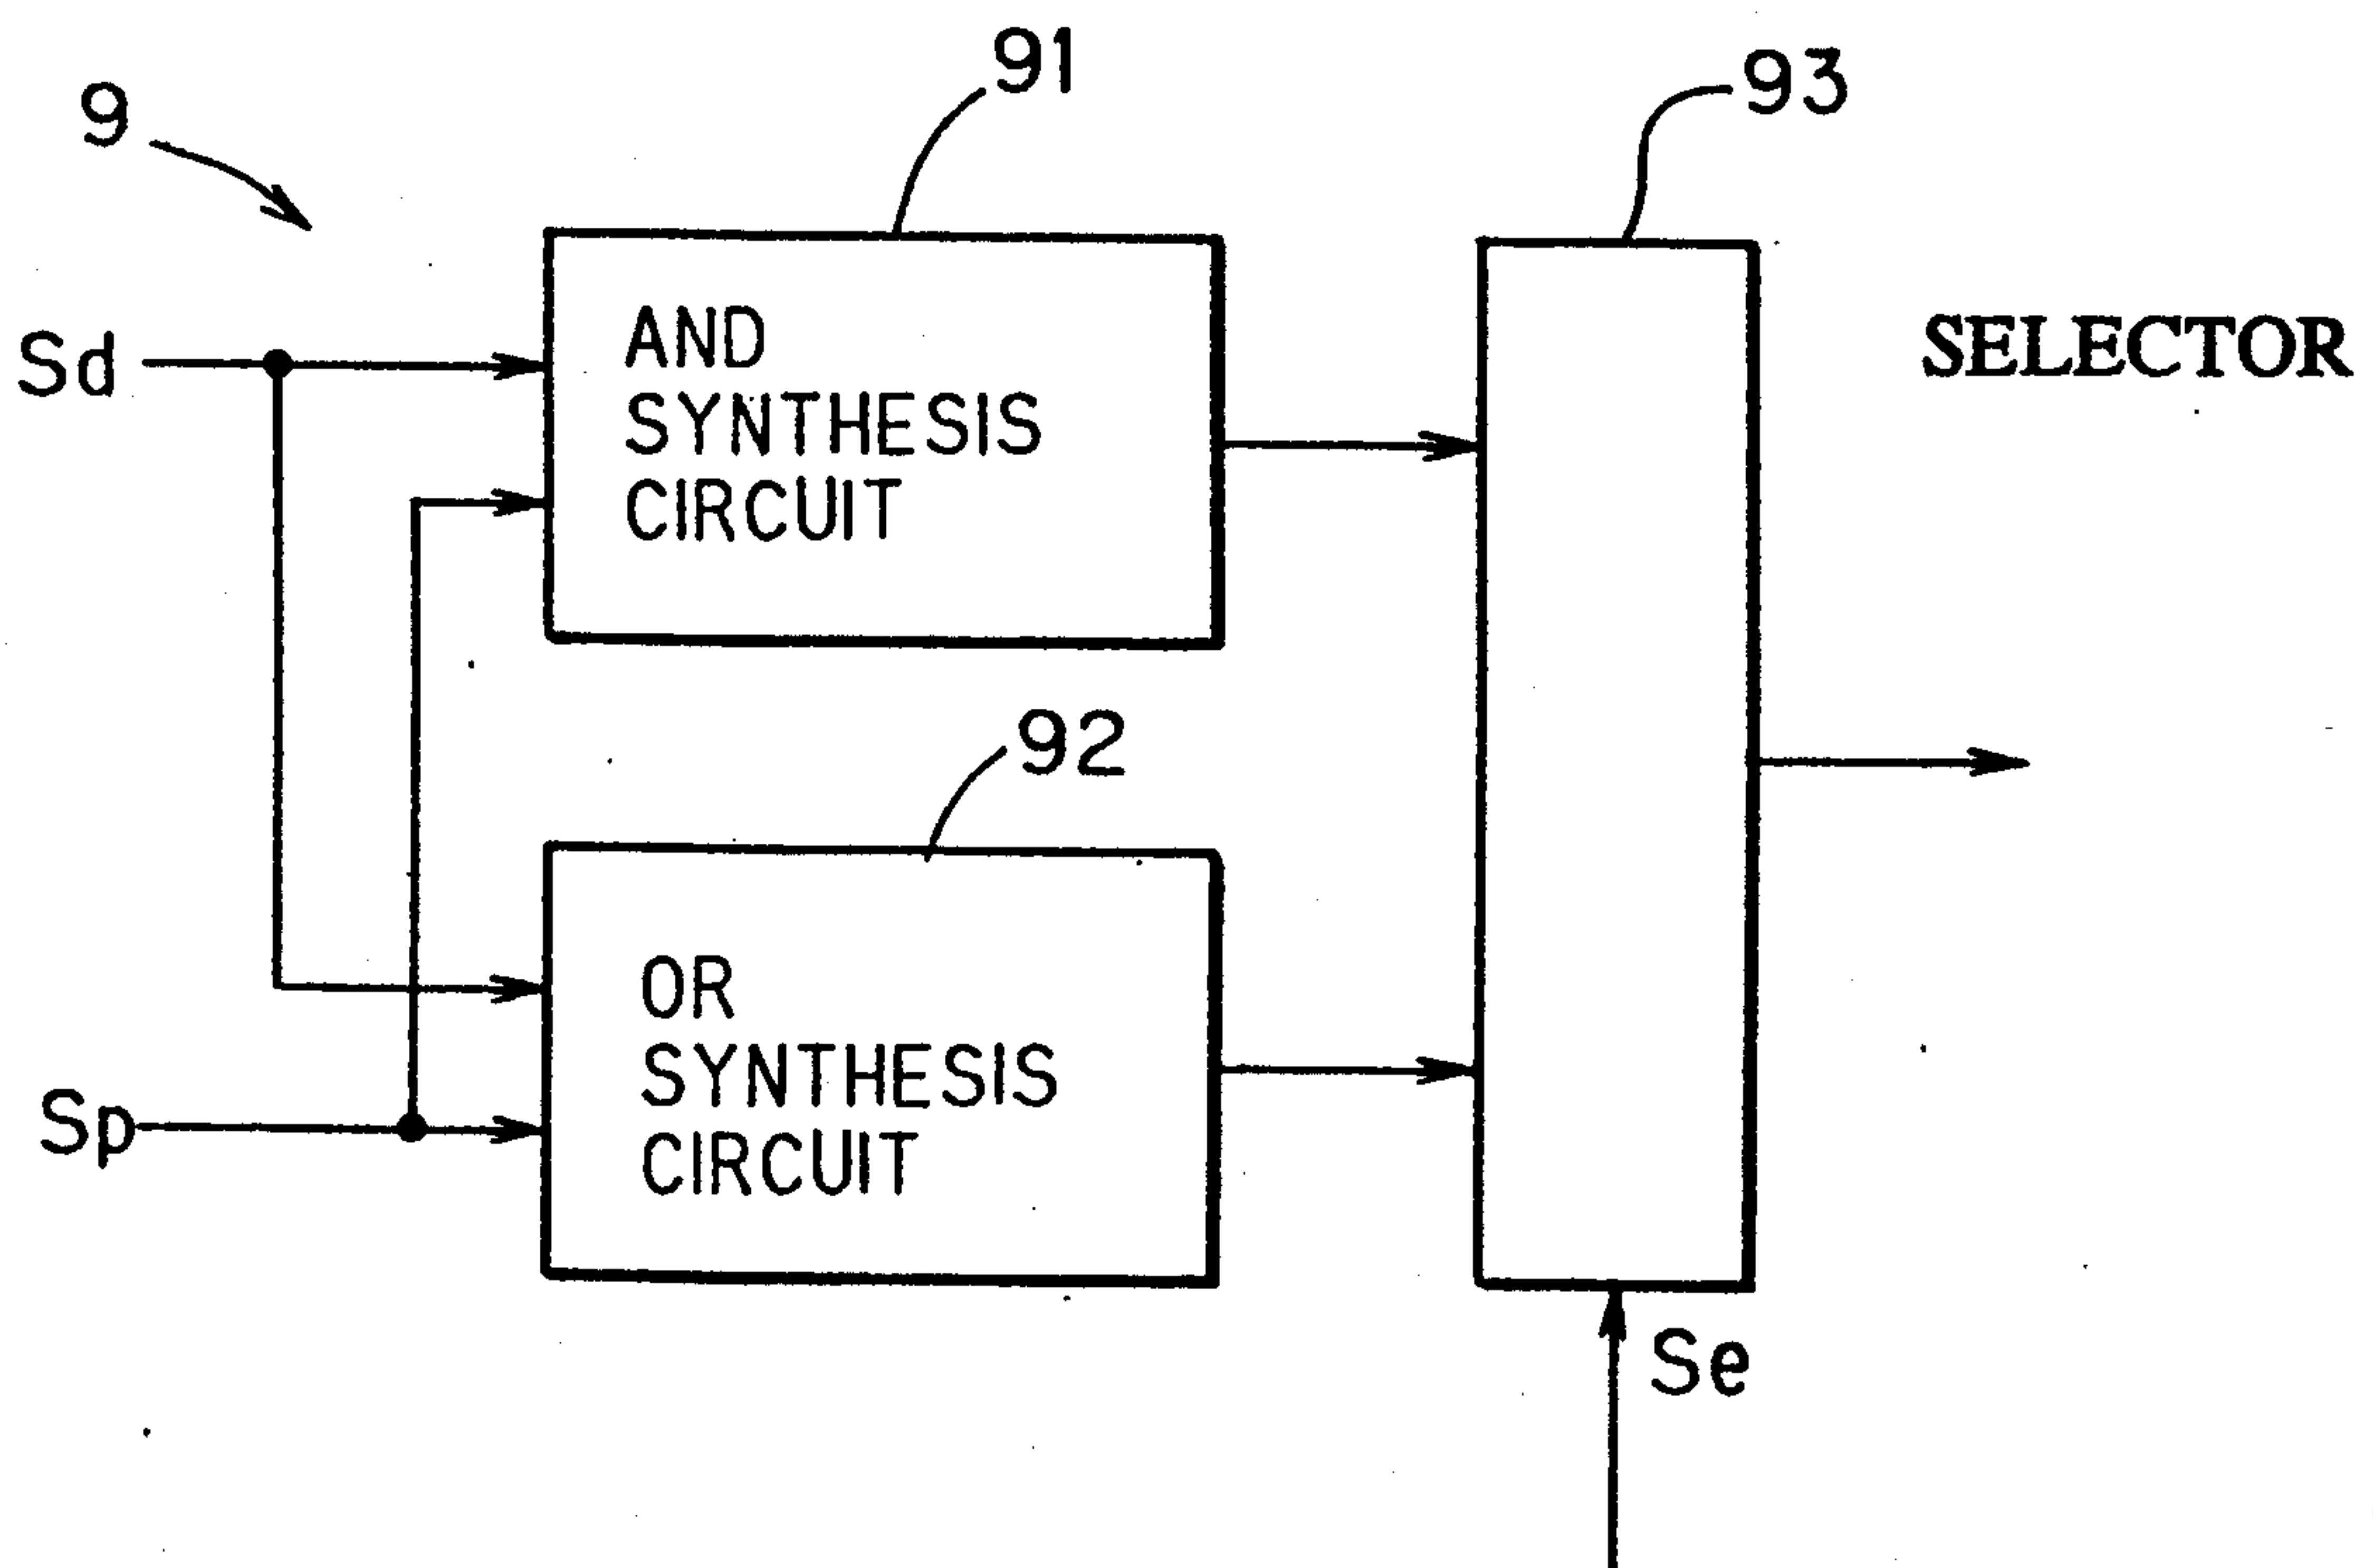 91
93
9
Sd
AND
SYNTHESIS
CIRCUIT
SELECTOR
92
OR
SYNTHESIS
CIRCUIT
Sp
Se